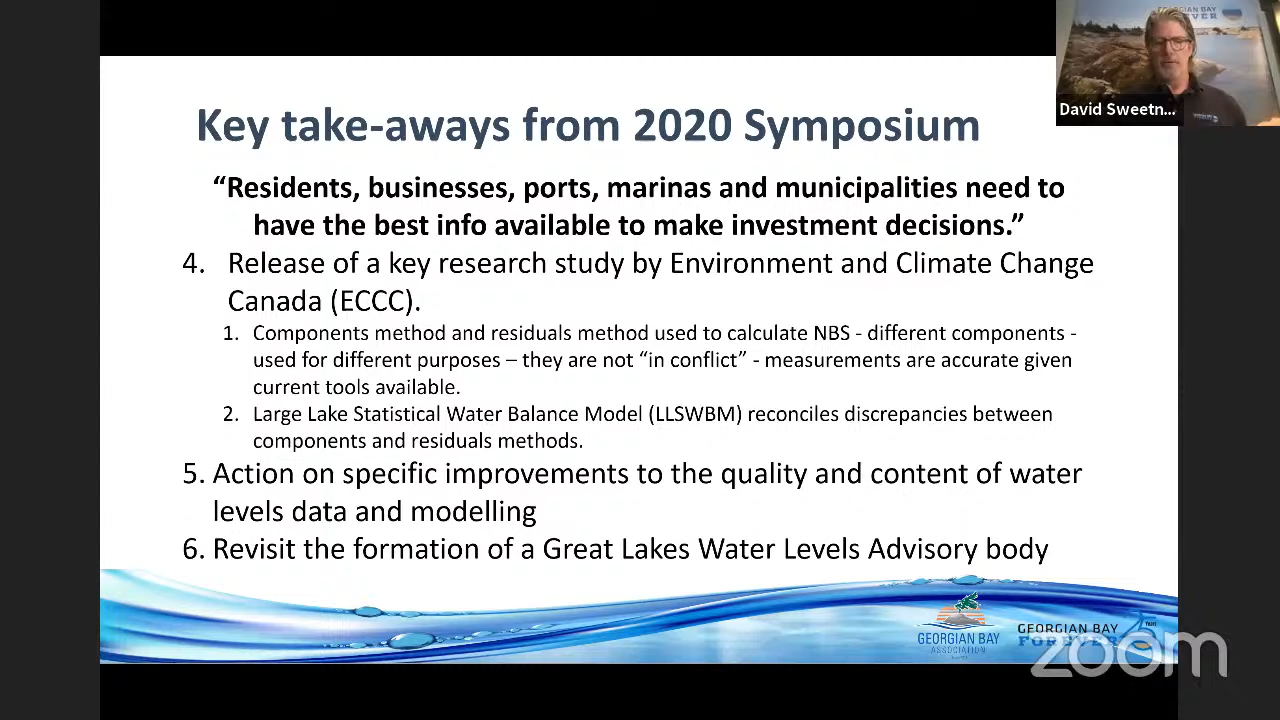 GEORGIAN BAY
David Sweetn...
Key take-aways from 2020 Symposium
“Residents, businesses, ports, marinas and municipalities need to
have the best info available to make investment decisions.”
4. Release of a key research study by Environment and Climate Change
Canada (ECCC).
1. Components method and residuals method used to calculate NBS - different components -
used for different purposes – they are not “in conflict” - measurements are accurate given
current tools available.
2. Large Lake Statistical Water Balance Model (LLSWBM) reconciles discrepancies between
components and residuals methods.
5. Action on specific improvements to the quality and content of water
levels data and modelling
6. Revisit the formation of a Great Lakes Water Levels Advisory body
GEORGIAN BAY
ASSOCIATION
GEORGIAN BAY
FOREVER
Years
zoom